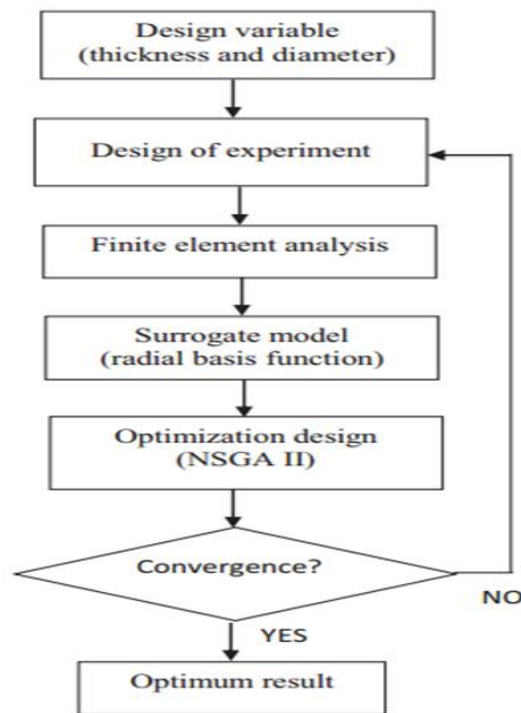 Design variable
(thickness and diameter)
Design of experiment
Finite element analysis
Surrogate model
(radial basis function)
Optimization design
(NSGA II)
Convergence?
NO
YES
Optimum result